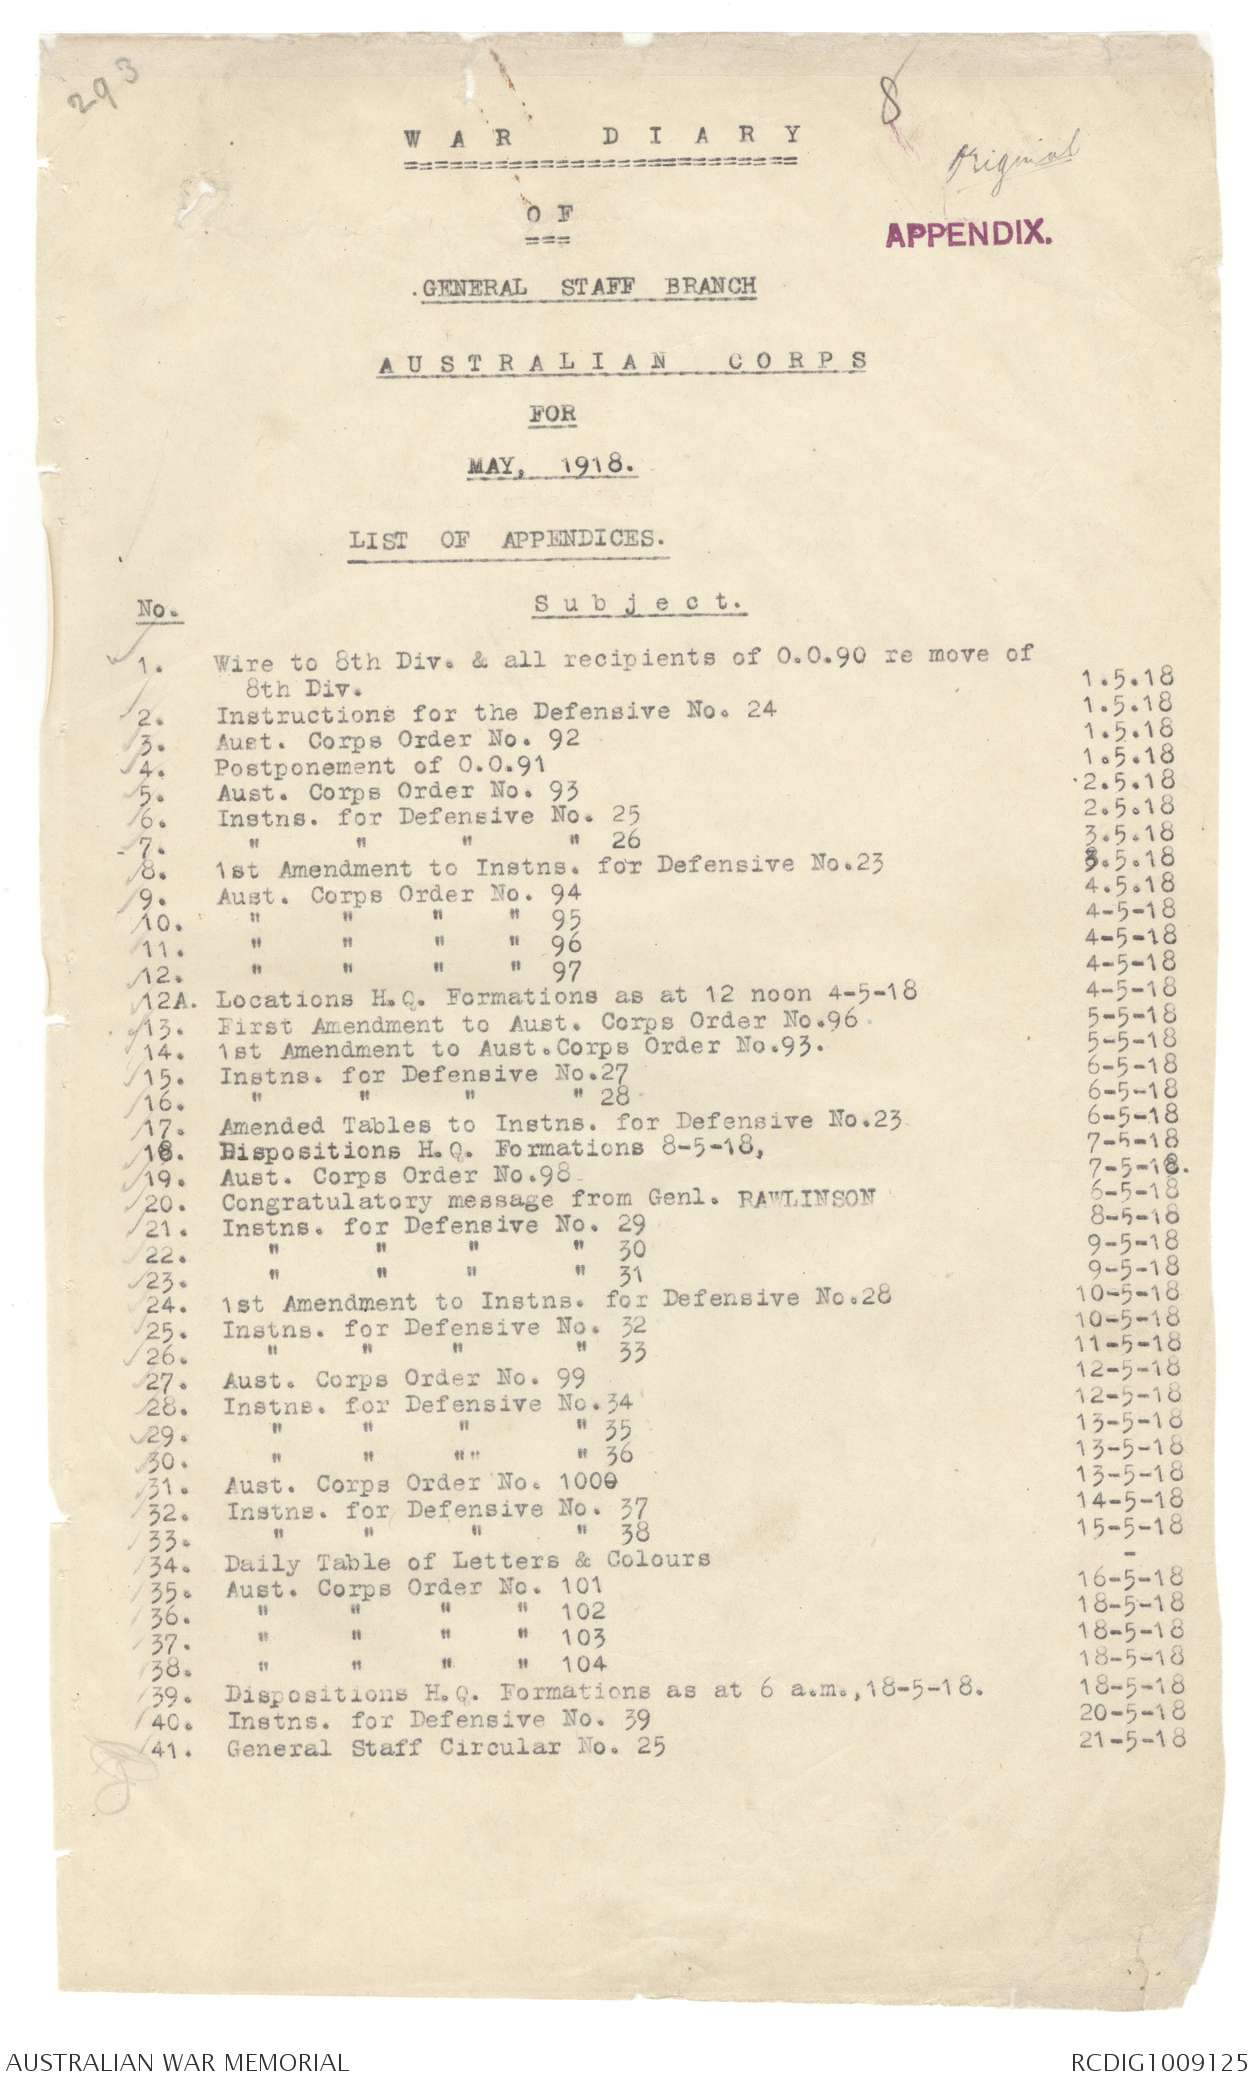 293
8
Original
WAR DIARY
APPENDIX.
OF
GENERAL STAFF BRANCH
AUSTRALIAN CORPS
FOR
MAY, 1918.
LIST OF APPENDICES.
No. Subject.
1. Wire to 8th Div. & all recipients of O.O.90 re move of
8th Div. 1.5.18
2. Instructions for the Defensive No. 24 1.5.18
3. Aust. Corps Order No. 92 1.5.18
4. Postponement of O.O.91 1.5.18
5. Aust. Corps Order No. 93 2.5.18
6. Instns. for Defensive No. 25 2.5.18
7. " " " " 26 3.5.18
8. 1st Amendment to Instns. for Defensive No.23 3.5.18
9. Aust. Corps Order No. 94 4.5.18
10. " " " " 95 4-5-18
11. " " " " 96 4-5-18
12. " " " " 97 4-5-18
12A. Locations H.Q. Formations as at 12 noon 4-5-18 4-5-18
13. First Amendment to Aust. Corps Order No.96 5-5-18
14. 1st Amendment to Aust.Corps Order No.93. 5-5-18
15. Instns. for Defensive No.27 6-5-18
16. " " " " 28 6-5-18
17. Amended Tables to Instns. for Defensive No.23 6-5-18
18. Dispositions H.Q. Formations 8-5-18, 7-5-18
19. Aust. Corps Order No.98 7-5-18.
20. Congratulatory message from Genl. RAWLINSON 6-5-18
21. Instns. for Defensive No. 29 8-5-18
22. " " " " 30 9-5-18
23. " " " " 31 9-5-18
24. 1st Amendment to Instns. for Defensive No.28 10-5-18
25. Instns. for Defensive No. 32 10-5-18
26. " " " " 33 11-5-18
27. Aust. Corps Order No. 99 12-5-18
28. Instns. for Defensive No.34 12-5-18
29. " " " " 35 13-5-18
30. " " "" " 36 13-5-18
31. Aust. Corps Order No. 1000 13-5-18
32. Instns. for Defensive No. 37 14-5-18
33. " " " " 38 15-5-18
34. Daily Table of Letters & Colours -
35. Aust. Corps Order No. 101 16-5-18
36. " " " " 102 18-5-18
37. " " " " 103 18-5-18
38. " " " " 104 18-5-18
39. Dispositions H.Q. Formations as at 6 a.m.,18-5-18. 18-5-18
40. Instns. for Defensive No. 39 20-5-18
41. General Staff Circular No. 25 21-5-18
AUSTRALIAN WAR MEMORIAL RCDIG1009125